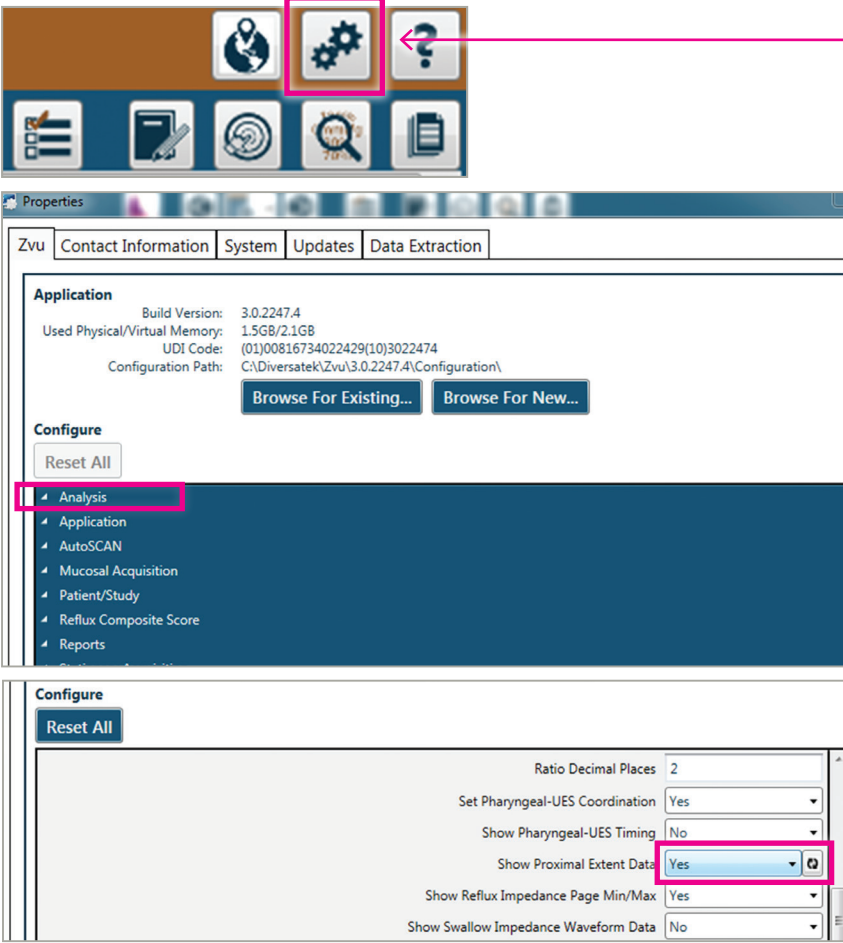 ?
Properties
Zvu Contact Information System Updates Data Extraction
Application
Build Version: 3.0.2247.4
Used Physical/Virtual Memory: 1.5GB/2.1GB
UDI Code: (01)00816734022429(10)3022474
Configuration Path: C:\Diversatek\Zvu\3.0.2247.4\Configuration\
Browse For Existing... Browse For New...
Configure
Reset All
Analysis
Application
AutoSCAN
Mucosal Acquisition
Patient/Study
Reflux Composite Score
Reports
Configure
Reset All
Ratio Decimal Places 2
Set Pharyngeal-UES Coordination Yes
Show Pharyngeal-UES Timing No
Show Proximal Extent Data Yes
Show Reflux Impedance Page Min/Max Yes
Show Swallow Impedance Waveform Data No